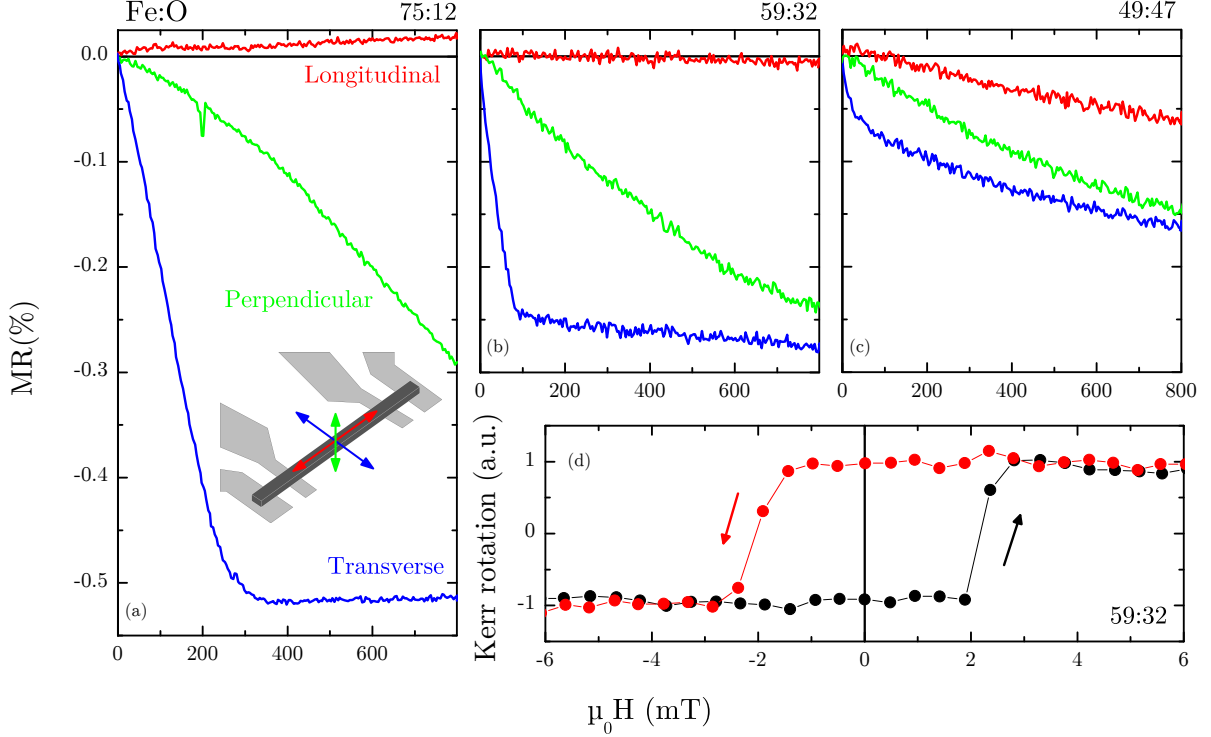 Fe:O
75:12
59:32
49:47
MR(%)
0.0
-0.1
-0.2
-0.3
-0.4
-0.5
Longitudinal
Perpendicular
Transverse
(a)
0 200 400 600
(b)
0 200 400 600
(c)
0 200 400 600 800
Kerr rotation (a.u.)
1
0
-1
(d)
59:32
-6 -4 -2 0 2 4 6
µ0H (mT)